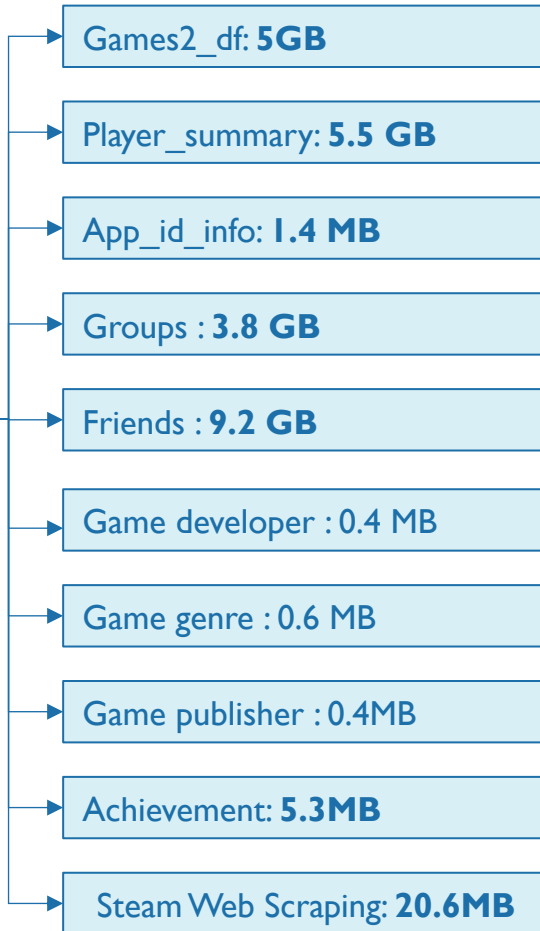 Games2_df: 5GB
Player_summary: 5.5 GB
App_id_info: 1.4 MB
Groups : 3.8 GB
Friends : 9.2 GB
Game developer : 0.4 MB
Game genre : 0.6 MB
Game publisher : 0.4MB
Achievement: 5.3MB
Steam Web Scraping: 20.6MB